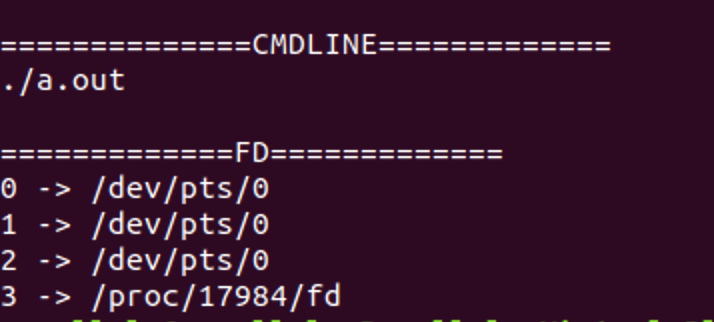 ==============CMDLINE=============
./a.out
=============FD=============
0 -> /dev/pts/0
1 -> /dev/pts/0
2 -> /dev/pts/0
3 -> /proc/17984/fd